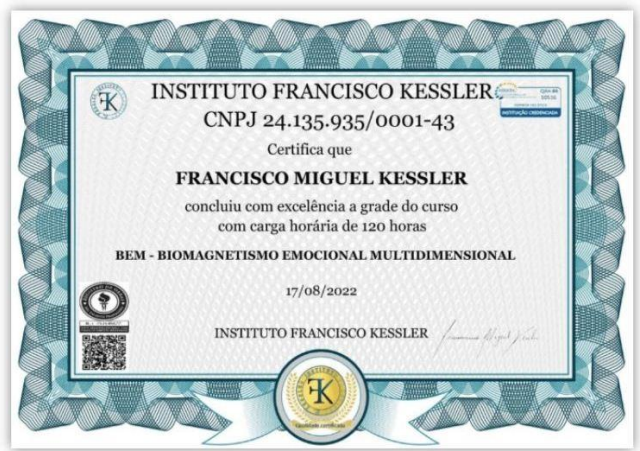 INSTITUTO FRANCISCO KESSLER
CNPJ 24.135.935/0001-43
Certifica que
FRANCISCO MIGUEL KESSLER
concluiu com excelência a grade do curso
com carga horária de 120 horas
BEM - BIOMAGNETISMO EMOCIONAL MULTIDIMENSIONAL
17/08/2022
INSTITUTO FRANCISCO KESSLER
INSTITUIÇÃO CREDENCIADA
FK
FK